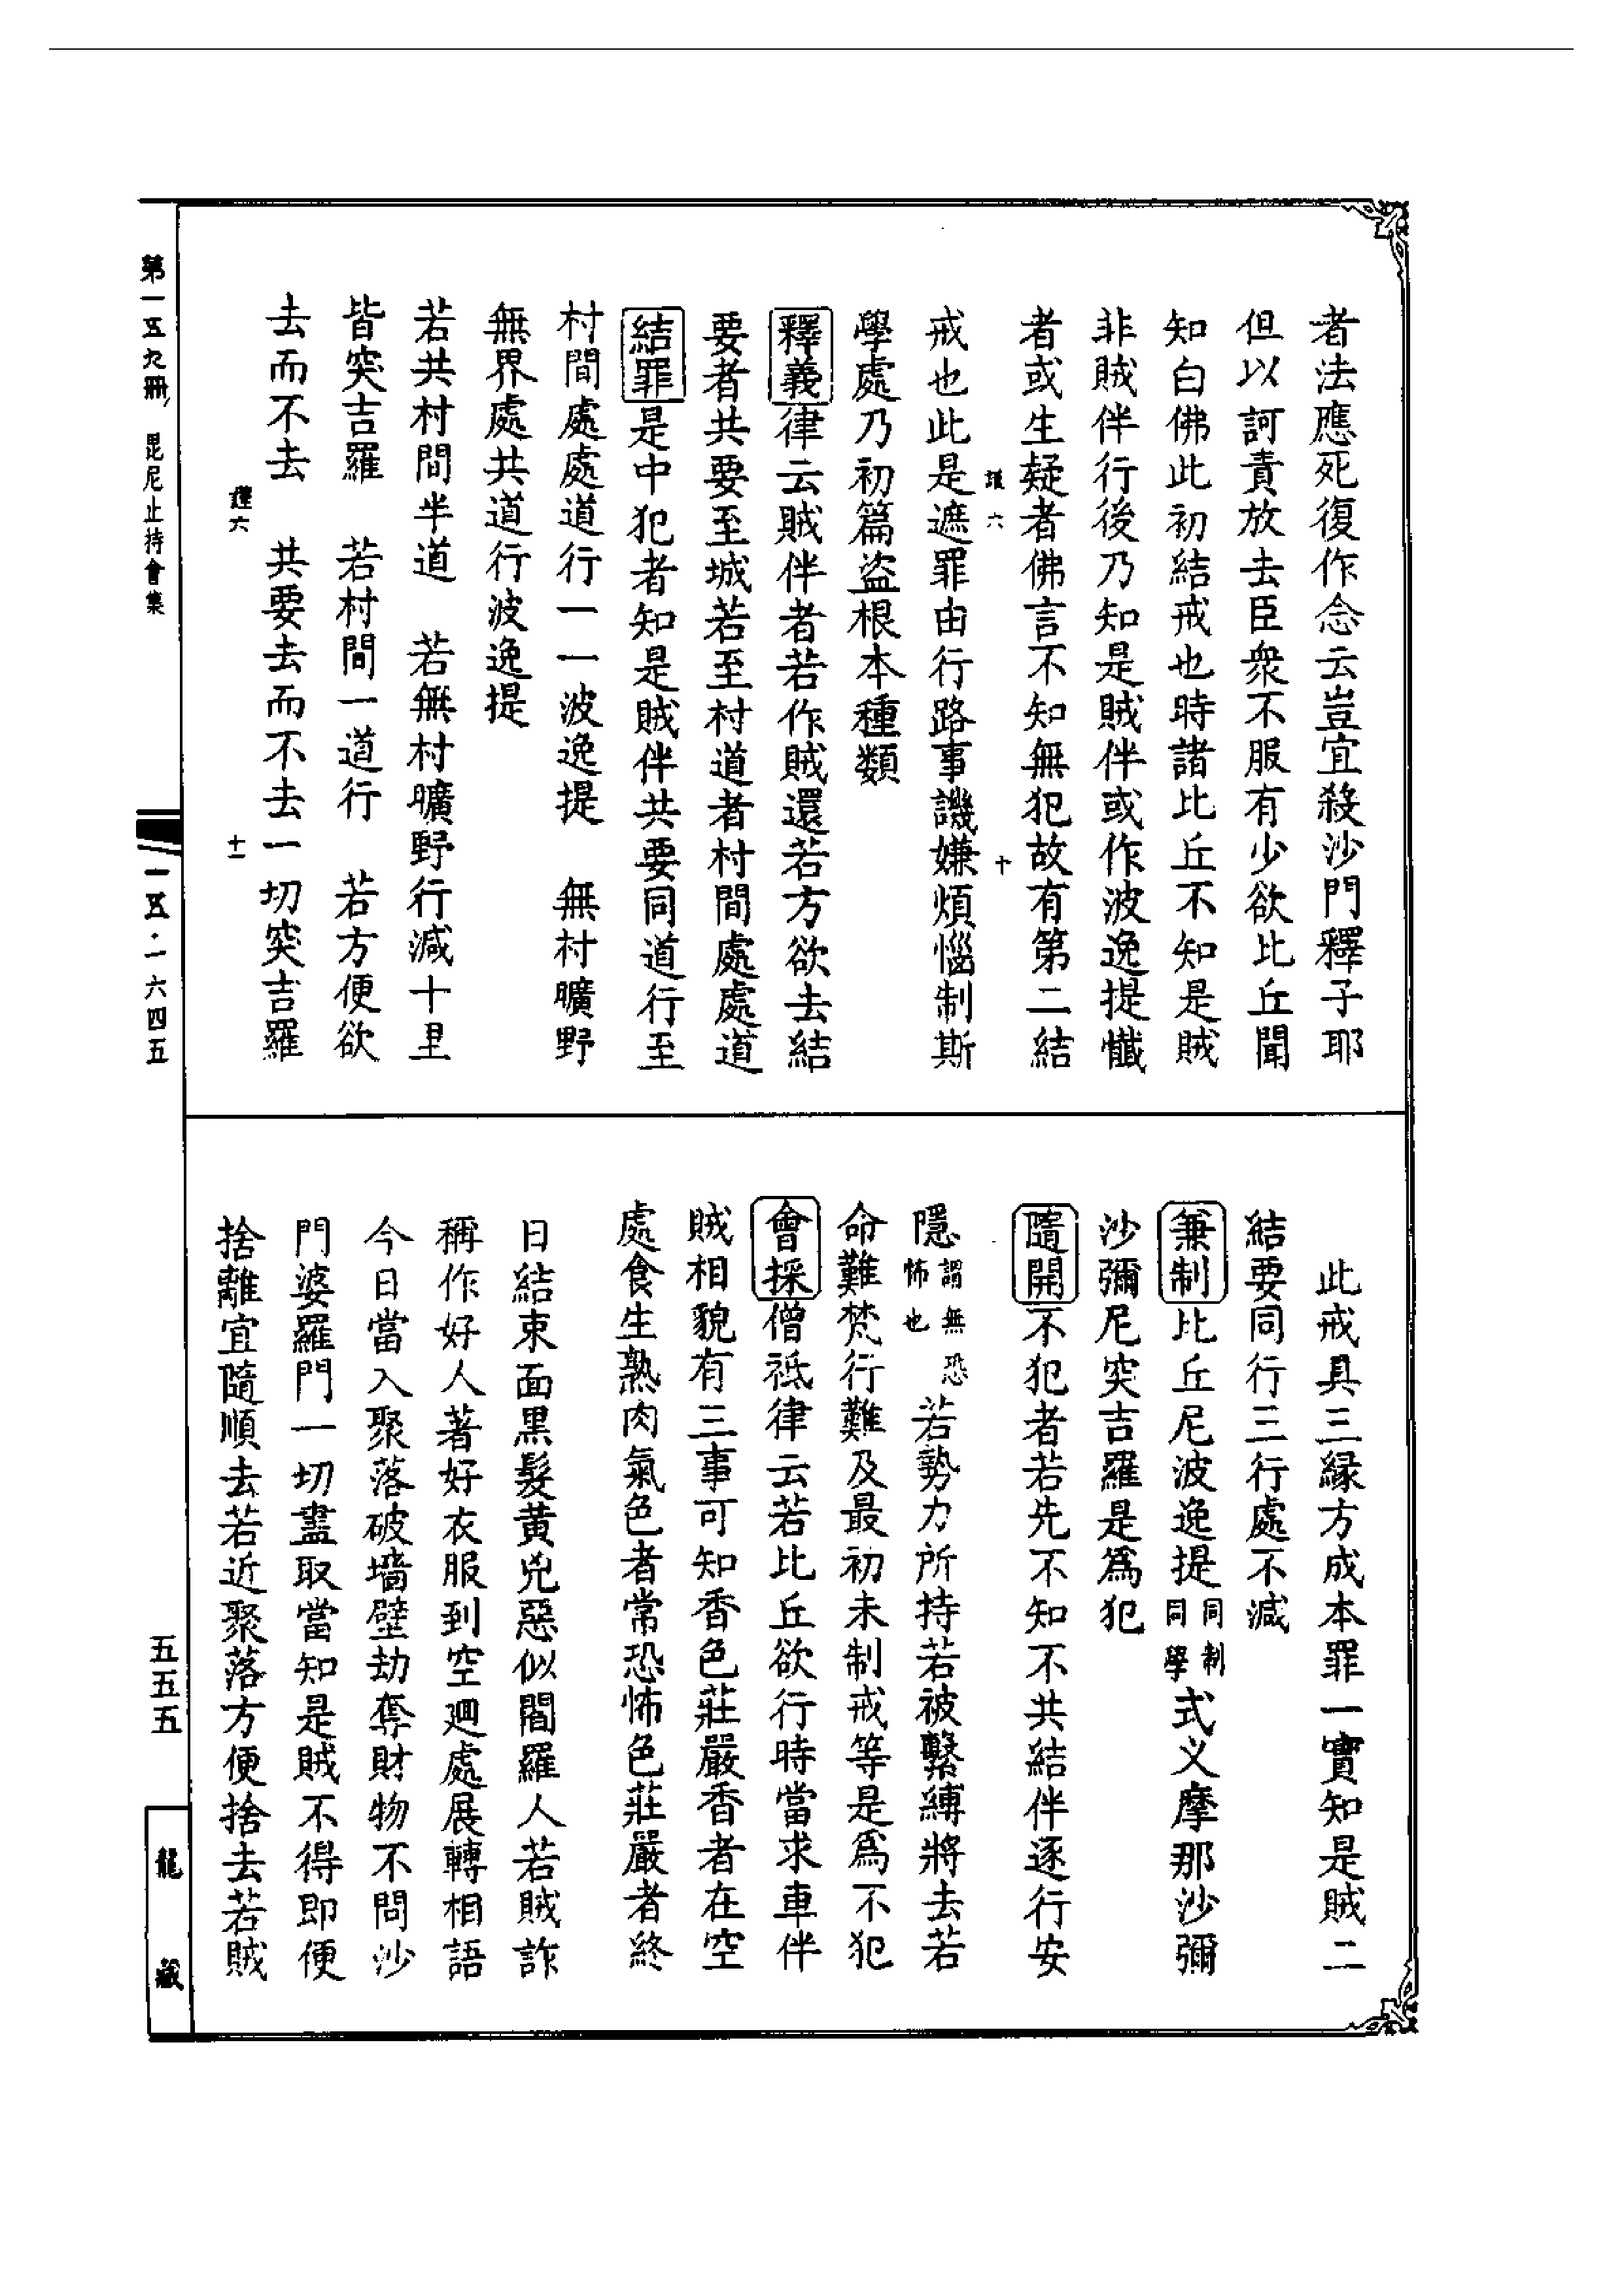 者法應死復作念云豈宜殺沙門釋子耶
但以訶責放去臣衆不服有少欲比丘聞
知白佛此初結戒也時諸比丘不知是賊
非賊伴行後乃知是賊伴或作波逸提懺
者或生疑者佛言不知無犯故有第二結
十
戒也此是遮罪由行路事譏嫌煩惱制斯
學處乃初篇盜根本種類
釋義律云賊伴者若作賊還若方欲去結
要者共要至城若至村道者村間處處道
結罪是中犯者知是賊伴共要同道行至
村間處處道行一一波逸提　無村曠野
無界處共道行波逸提
若共村間半道　若無村曠野行減十里
皆突吉羅　若村間一道行　若方便欲
去而不去　共要去而不去一切突吉羅
十一
此戒具三緣方成本罪一實知是賊二
結要同行三行處不減
兼制比丘尼波逸提同制同學式叉摩那沙彌
沙彌尼突吉羅是爲犯
隨開不犯者若先不知不共結伴逐行安
隱謂無恐怖也若勢力所持若被繫縛將去若
命難梵行難及最初未制戒等是爲不犯
會採僧祇律云若比丘欲行時當求車伴
賊相貌有三事可知香色莊嚴香者在空
處食生熟肉氣色者常恐怖色莊嚴者終
日結束面黑髮黃兇惡似閻羅人若賊詐
稱作好人著好衣服到空迥處展轉相語
今日當入聚落破墻壁劫奪財物不問沙
門婆羅門一切盡取當知是賊不得即便
捨離宜隨順去若近聚落方便捨去若賊
第一五九冊　毘尼止持會集
一五・一六四五
五五五
龍藏